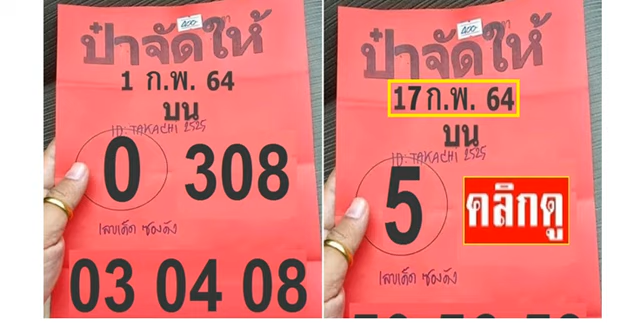 400-
ป๋าจัดให้
1 ก.พ. 64
บน
ID. TAKACHI 2525
0 308
เลขเด็ด ซองดัง
03 04 08
400-
ป๋าจัดให้
17 ก.พ. 64
บน
ID. TAKACHI 2525
5 คลิกดู
เลขเด็ด ซองดัง